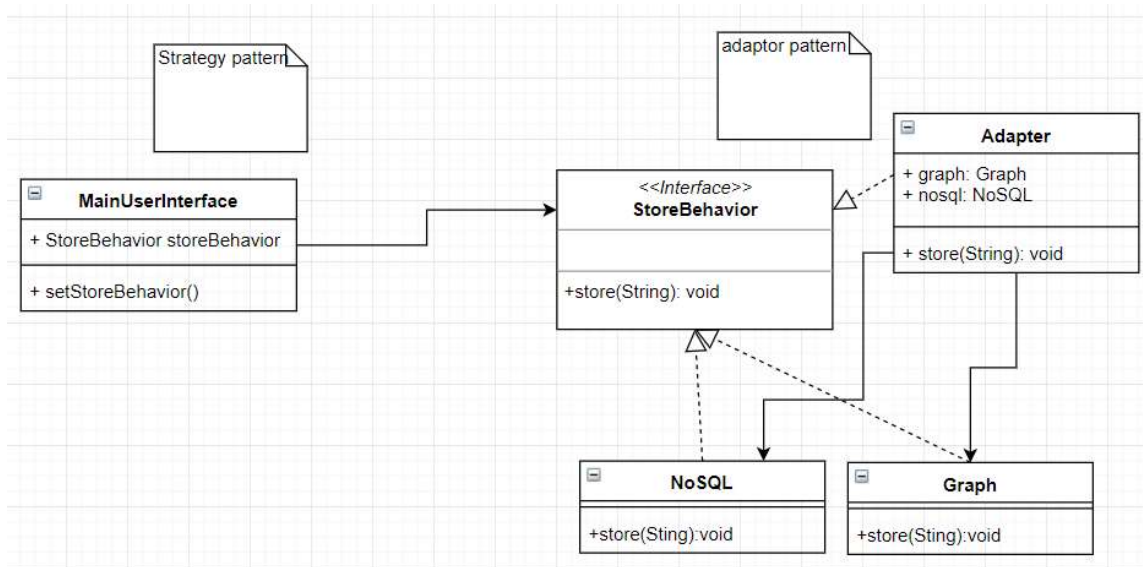 Strategy pattern
adaptor pattern
MainUserInterface
+ StoreBehavior storeBehavior
+ setStoreBehavior()
<<Interface>>
StoreBehavior
+store(String): void
Adapter
+ graph: Graph
+ nosql: NoSQL
+ store(String): void
NoSQL
+store(Sting):void
Graph
+store(Sting):void